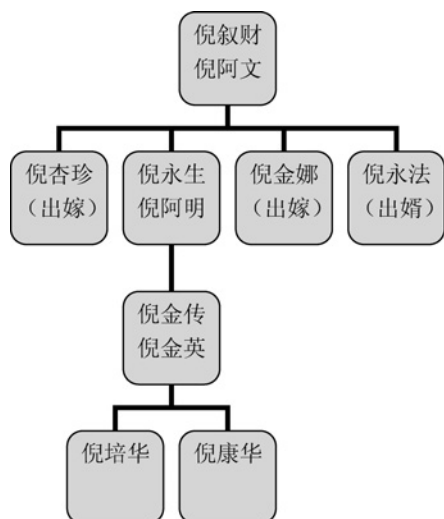 倪叙财
倪阿文
倪杏珍
（出嫁）
倪永生
倪阿明
倪金娜
（出嫁）
倪永法
（出婿）
倪金传
倪金英
倪培华
倪康华